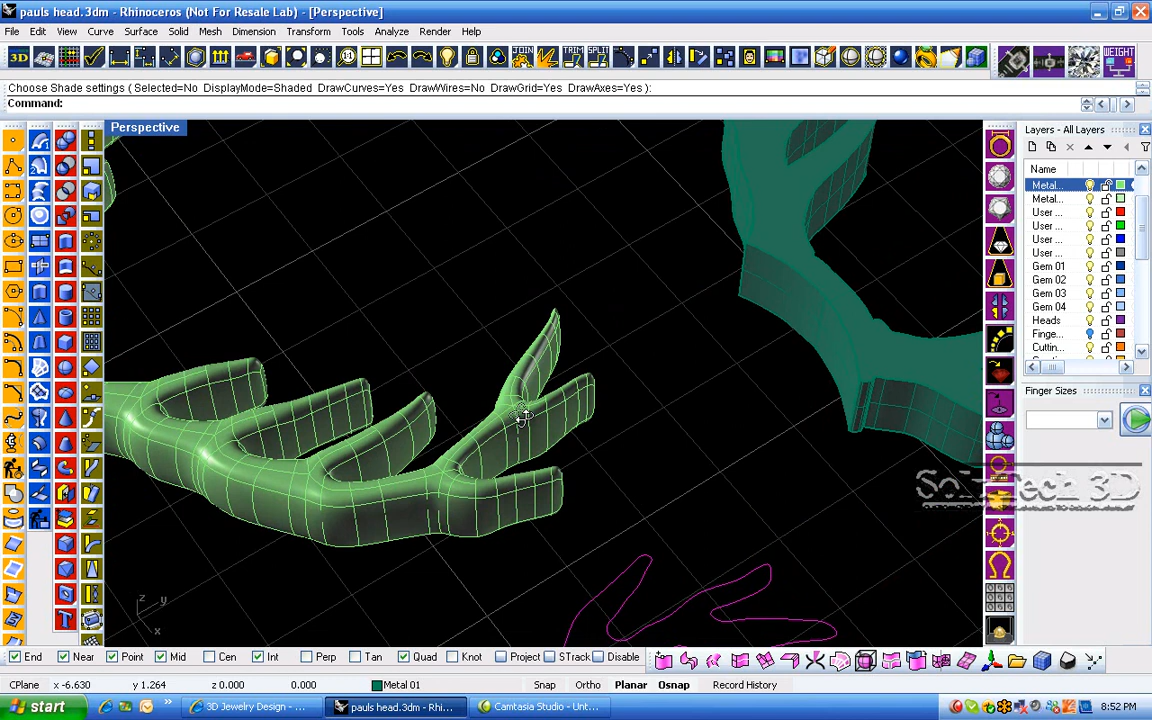 pauls head.3dm - Rhinoceros (Not For Resale Lab) - [Perspective]
File Edit View Curve Surface Solid Mesh Dimension Transform Tools Analyze Render Help
3D JOIN TRIM SPLIT WEIGHT
Choose Shade settings ( Selected=No DisplayMode=Shaded DrawCurves=Yes DrawWires=No DrawGrid=Yes DrawAxes=Yes ):
Command:
Perspective
Layers - All Layers
Name
Metal...
Metal...
User ...
User ...
User ...
User ...
Gem 01
Gem 02
Gem 03
Gem 04
Heads
Finge...
Cuttin...
Finger Sizes
z y
x
End Near Point Mid Cen Int Perp Tan Quad Knot Project STrack Disable
CPlane x -6.630 y 1.264 z 0.000 0.000 Metal 01 Snap Ortho Planar Osnap Record History
start 3D Jewelry Design - ... pauls head.3dm - Rhi... Camtasia Studio - Unt... 8:52 PM